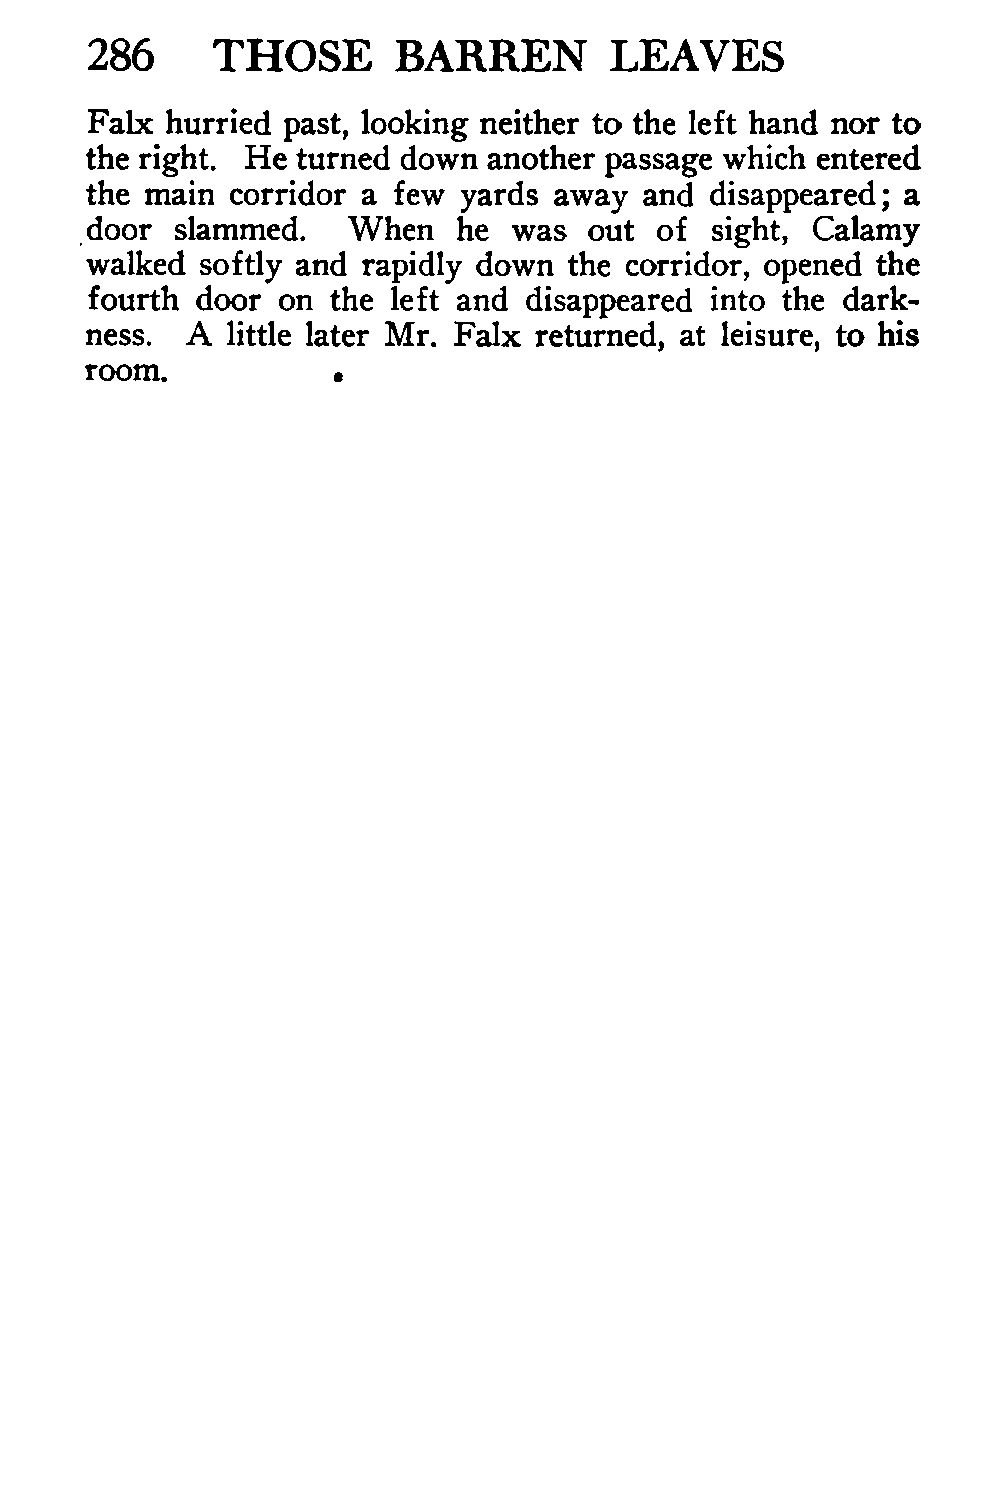 286 THOSE BARREN LEAVES
Falx hurried past, looking neither to the left hand nor to
the right. He turned down another passage which entered
the main corridor a few yards away and disappeared; a
door slammed. When he was out of sight, Calamy
walked softly and rapidly down the corridor, opened the
fourth door on the left and disappeared into the dark-
ness. A little later Mr. Falx returned, at leisure, to his
room.